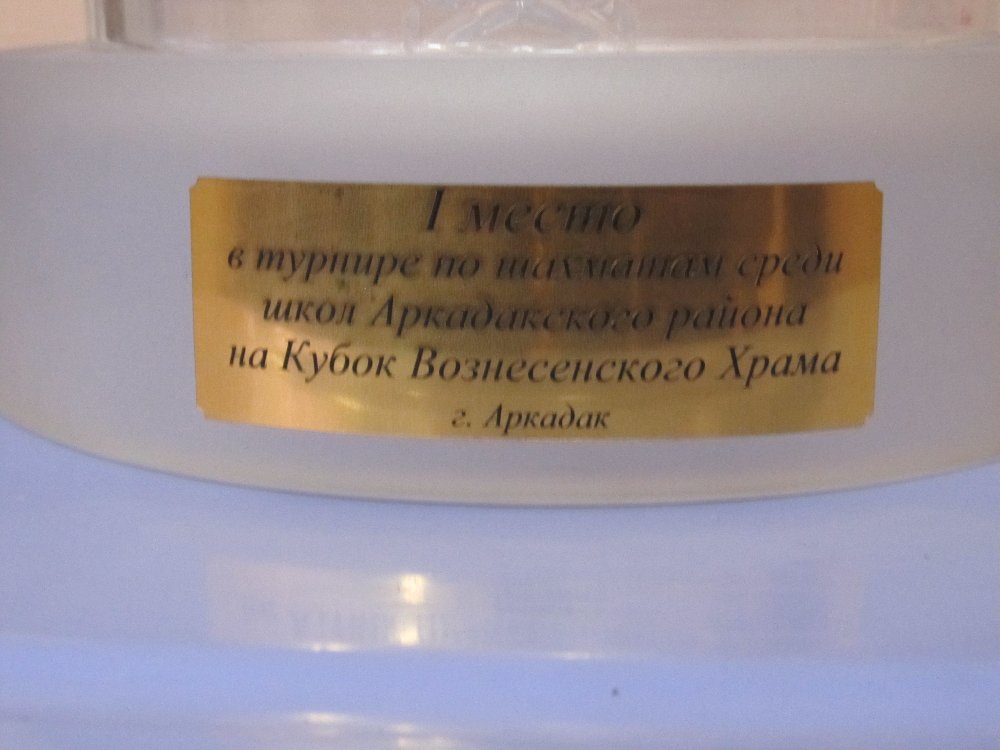 I место
в турнире по шахматам среди
школ Аркадакского района
на Кубок Вознесенского Храма
г. Аркадак